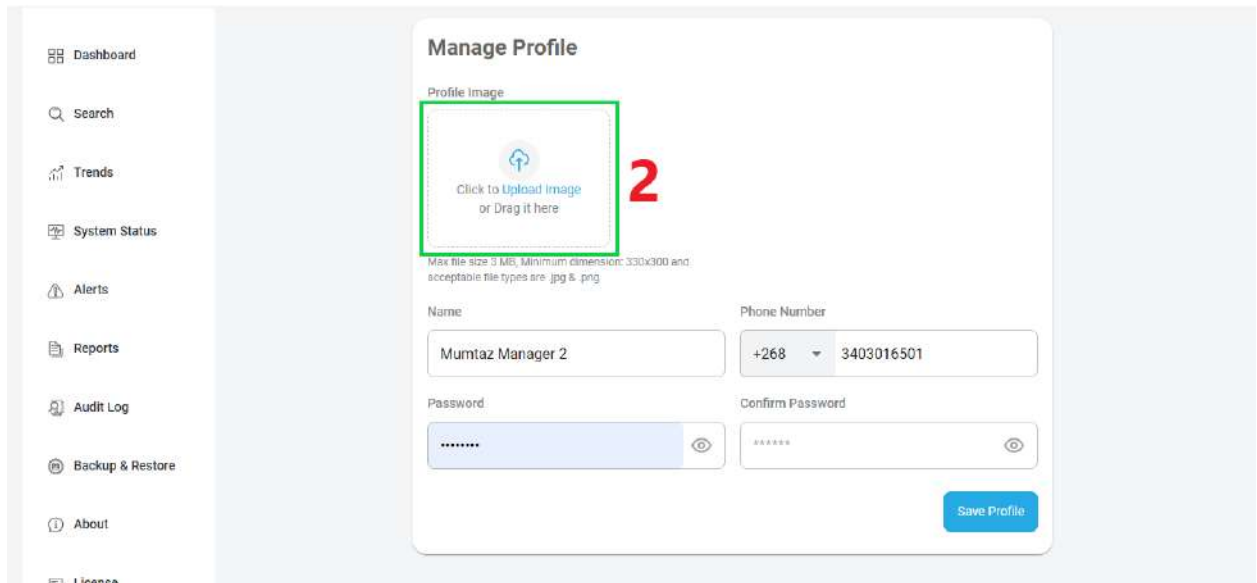 Dashboard
Search
Trends
System Status
Alerts
Reports
Audit Log
Backup & Restore
About
License
Manage Profile
Profile Image
Click to Upload Image
or Drag it here
2
Max file size 3 MB, Minimum dimension: 330x300 and
acceptable file types are .jpg & .png
Name
Phone Number
Mumtaz Manager 2
+268 3403016501
Password
Confirm Password
••••••••
******
Save Profile